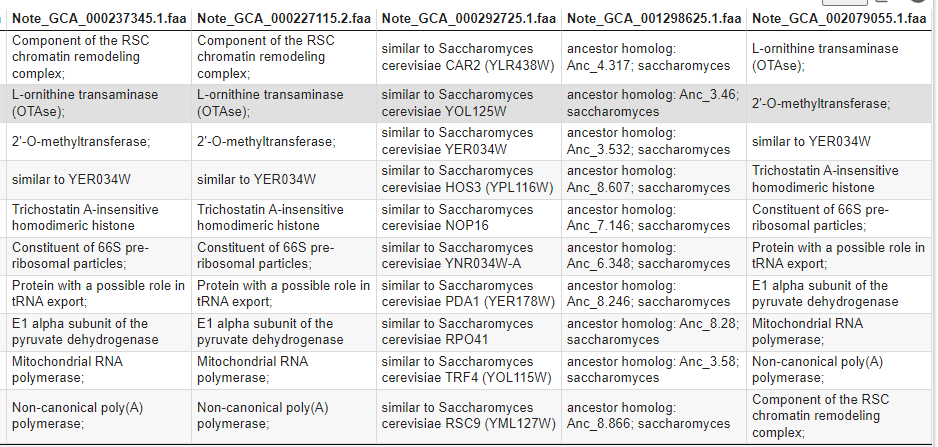 Note_GCA_000237345.1.faa Note_GCA_000227115.2.faa Note_GCA_000292725.1.faa Note_GCA_001298625.1.faa Note_GCA_002079055.1.faa
Component of the RSC
chromatin remodeling
complex;
Component of the RSC
chromatin remodeling
complex;
similar to Saccharomyces
cerevisiae CAR2 (YLR438W)
ancestor homolog:
Anc_4.317; saccharomyces
L-ornithine transaminase
(OTAse);
L-ornithine transaminase
(OTAse);
L-ornithine transaminase
(OTAse);
similar to Saccharomyces
cerevisiae YOL125W
ancestor homolog: Anc_3.46;
saccharomyces
2'-O-methyltransferase;
2'-O-methyltransferase;
2'-O-methyltransferase;
similar to Saccharomyces
cerevisiae YER034W
ancestor homolog:
Anc_3.532; saccharomyces
similar to YER034W
similar to YER034W
similar to YER034W
similar to Saccharomyces
cerevisiae HOS3 (YPL116W)
ancestor homolog:
Anc_8.607; saccharomyces
Trichostatin A-insensitive
homodimeric histone
Trichostatin A-insensitive
homodimeric histone
Trichostatin A-insensitive
homodimeric histone
similar to Saccharomyces
cerevisiae NOP16
ancestor homolog:
Anc_7.146; saccharomyces
Constituent of 66S pre-
ribosomal particles;
Constituent of 66S pre-
ribosomal particles;
Constituent of 66S pre-
ribosomal particles;
similar to Saccharomyces
cerevisiae YNR034W-A
ancestor homolog:
Anc_6.348; saccharomyces
Protein with a possible role in
tRNA export;
Protein with a possible role in
tRNA export;
Protein with a possible role in
tRNA export;
similar to Saccharomyces
cerevisiae PDA1 (YER178W)
ancestor homolog:
Anc_8.246; saccharomyces
E1 alpha subunit of the
pyruvate dehydrogenase
E1 alpha subunit of the
pyruvate dehydrogenase
E1 alpha subunit of the
pyruvate dehydrogenase
similar to Saccharomyces
cerevisiae RPO41
ancestor homolog: Anc_8.28;
saccharomyces
Mitochondrial RNA
polymerase;
Mitochondrial RNA
polymerase;
Mitochondrial RNA
polymerase;
similar to Saccharomyces
cerevisiae TRF4 (YOL115W)
ancestor homolog: Anc_3.58;
saccharomyces
Non-canonical poly(A)
polymerase;
Non-canonical poly(A)
polymerase;
Non-canonical poly(A)
polymerase;
similar to Saccharomyces
cerevisiae RSC9 (YML127W)
ancestor homolog:
Anc_8.866; saccharomyces
Component of the RSC
chromatin remodeling
complex;